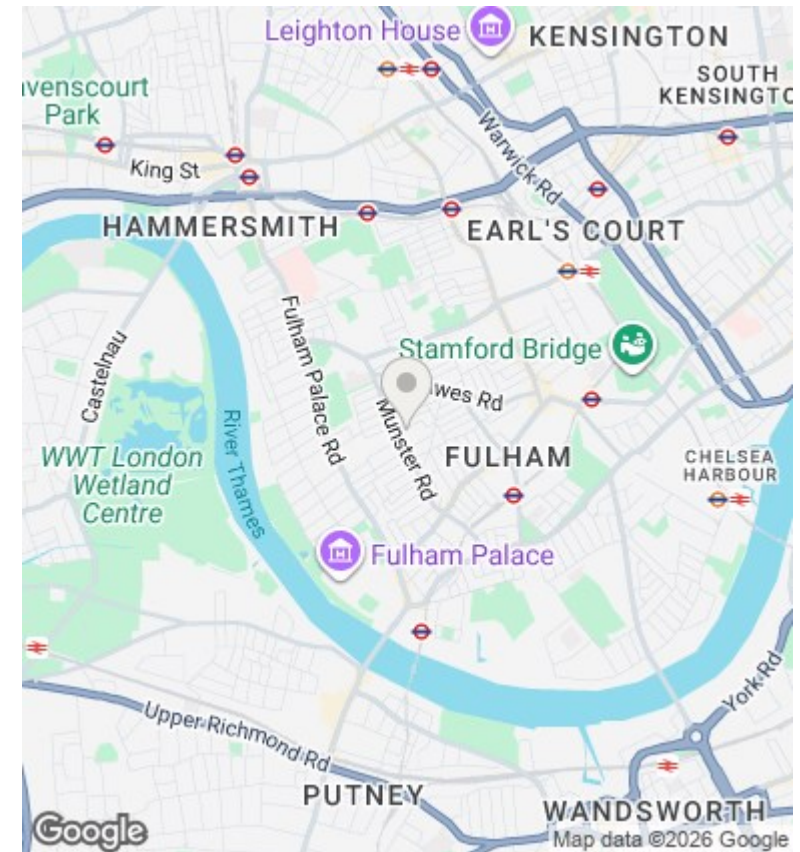 Leighton House
KENSINGTON
SOUTH
KENSINGTO
avenscourt
Park
King St
Warwick Rd
HAMMERSMITH
EARL'S COURT
Fulham Palace Rd
Castelnau
Stamford Bridge
awes Rd
Munster Rd
River Thames
WWT London
Wetland
Centre
FULHAM
CHELSEA
HARBOUR
Fulham Palace
Upper Richmond Rd
York Rd
PUTNEY
WANDSWORTH
Google
Map data ©2026 Google